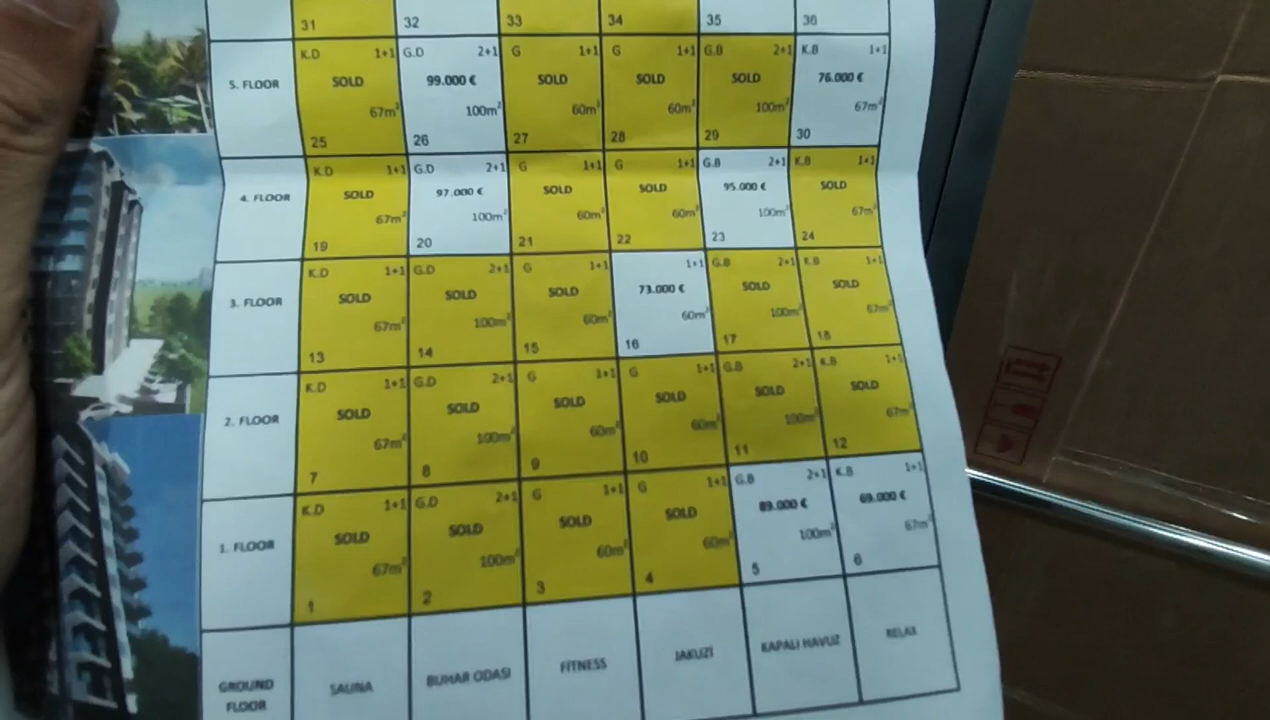 31 32 33 34 35 36
5. FLOOR
K.D 1+1 G.D 2+1 G 1+1 G 1+1 G.B 2+1 K.B 1+1
SOLD 99.000 € SOLD SOLD SOLD 76.000 €
67m² 100m² 60m² 60m² 100m² 67m²
25 26 27 28 29 30
4. FLOOR
K.D 1+1 G.D 2+1 G 1+1 G 1+1 G.B 2+1 K.B 1+1
SOLD 97.000 € SOLD SOLD 95.000 € SOLD
67m² 100m² 60m² 60m² 100m² 67m²
19 20 21 22 23 24
3. FLOOR
K.D 1+1 G.D 2+1 G 1+1 1+1 G.B 2+1 K.B 1+1
SOLD SOLD SOLD 73.000 € SOLD SOLD
67m² 100m² 60m² 60m² 100m² 67m²
13 14 15 16 17 18
2. FLOOR
K.D 1+1 G.D 2+1 G 1+1 G 1+1 G.B 2+1 K.B 1+1
SOLD SOLD SOLD SOLD SOLD SOLD
67m² 100m² 60m² 60m² 100m² 67m²
7 8 9 10 11 12
1. FLOOR
K.D 1+1 G.D 2+1 G 1+1 G 1+1 G.B 2+1 K.B 1+1
SOLD SOLD SOLD SOLD 89.000 € 69.000 €
67m² 100m² 60m² 60m² 100m² 67m²
1 2 3 4 5 6
GROUND
FLOOR
SAUNA BUHAR ODASI FİTNESS JAKUZİ KAPALI HAVUZ RELAX